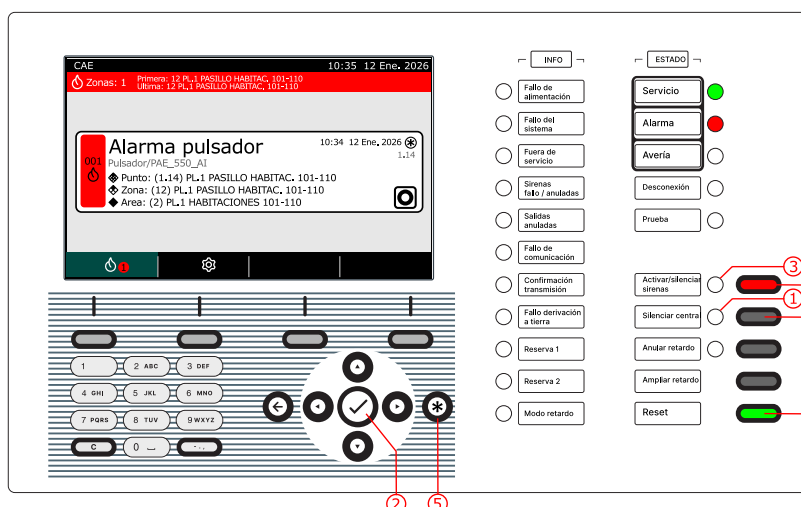 CAE 10:35 12 Ene. 2026
Zonas: 1
Primera: 12 PL.1 PASILLO HABITAC. 101-110
Ultima: 12 PL.1 PASILLO HABITAC. 101-110
001
Alarma pulsador 10:34 12 Ene. 2026
Pulsador/PAE_550_AI 1.14
Punto: (1.14) PL.1 PASILLO HABITAC. 101-110
Zona: (12) PL.1 PASILLO HABITAC. 101-110
Area: (2) PL.1 HABITACIONES 101-110
1
1
2 ABC
3 DEF
4 GHI
5 JKL
6 MNO
7 PQRS
8 TUV
9 WXYZ
C
0
2
5
INFO
Fallo de
alimentación
Fallo del
sistema
Fuera de
servicio
Sirenas
fallo / anuladas
Salidas
anuladas
Fallo de
comunicación
Confirmación
transmisión
Fallo derivación
a tierra
Reserva 1
Reserva 2
Modo retardo
ESTADO
Servicio
Alarma
Avería
Desconexión
Prueba
Activar/silenciar
sirenas
3
Silenciar central
1
Anular retardo
Ampliar retardo
Reset